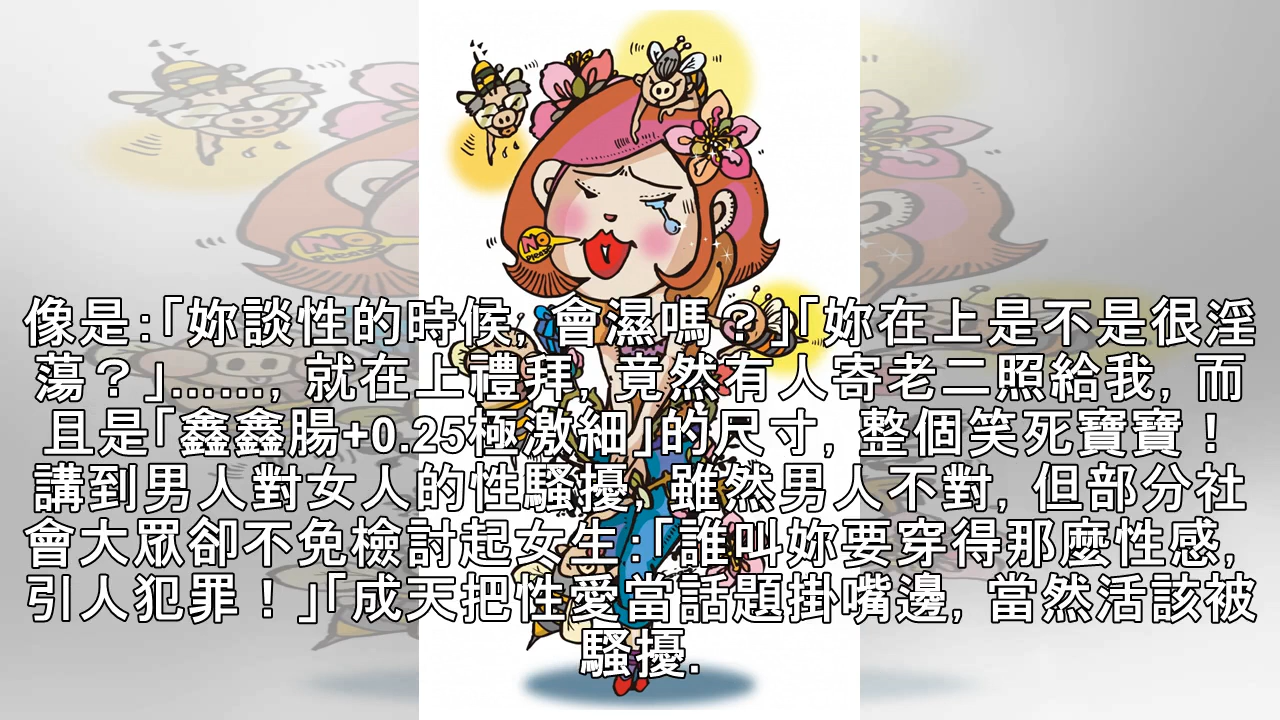 NO
PLEASE
像是:「妳談性的時候, 會濕嗎？」「妳在上是不是很淫
蕩？」......, 就在上禮拜, 竟然有人寄老二照給我, 而
且是「鑫鑫腸+0.25極激細」的尺寸, 整個笑死寶寶！
講到男人對女人的性騷擾, 雖然男人不對, 但部分社
會大眾卻不免檢討起女生:「誰叫妳要穿得那麼性感,
引人犯罪！」「成天把性愛當話題掛嘴邊, 當然活該被
騷擾.